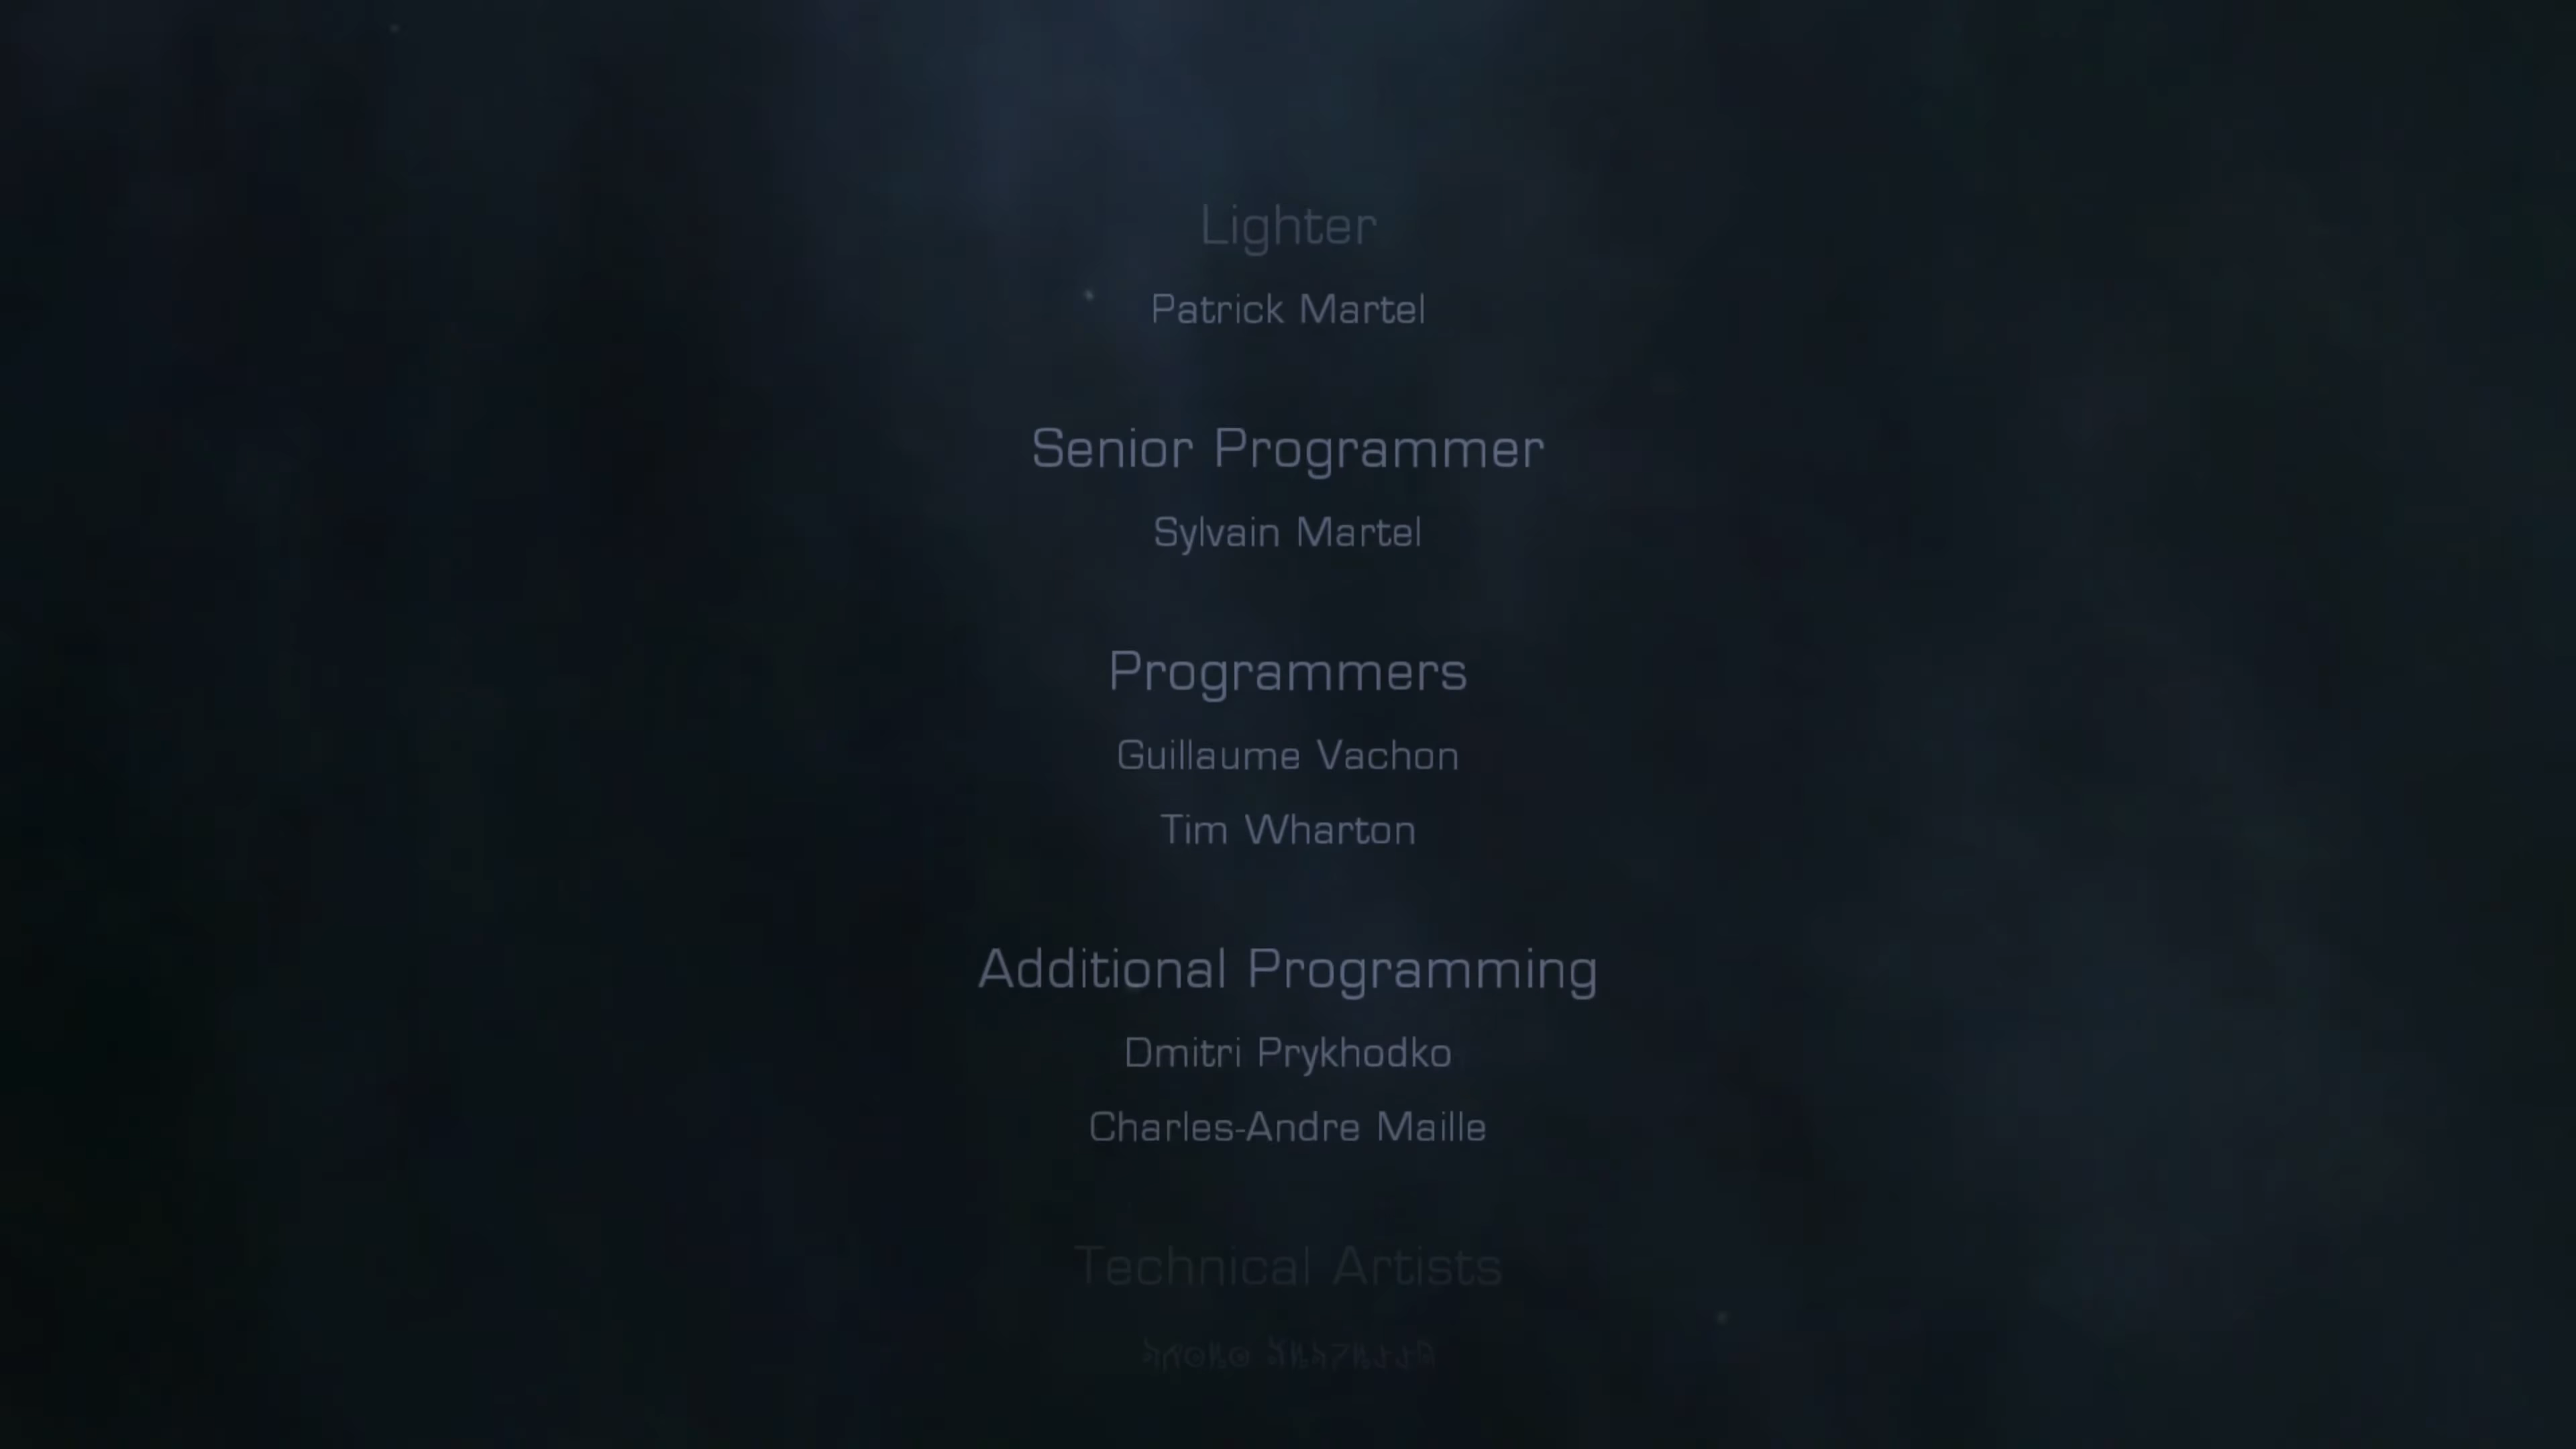 Lighter
Patrick Martel
Senior Programmer
Sylvain Martel
Programmers
Guillaume Vachon
Tim Wharton
Additional Programming
Dmitri Prykhodko
Charles-Andre Maille
Technical Artists